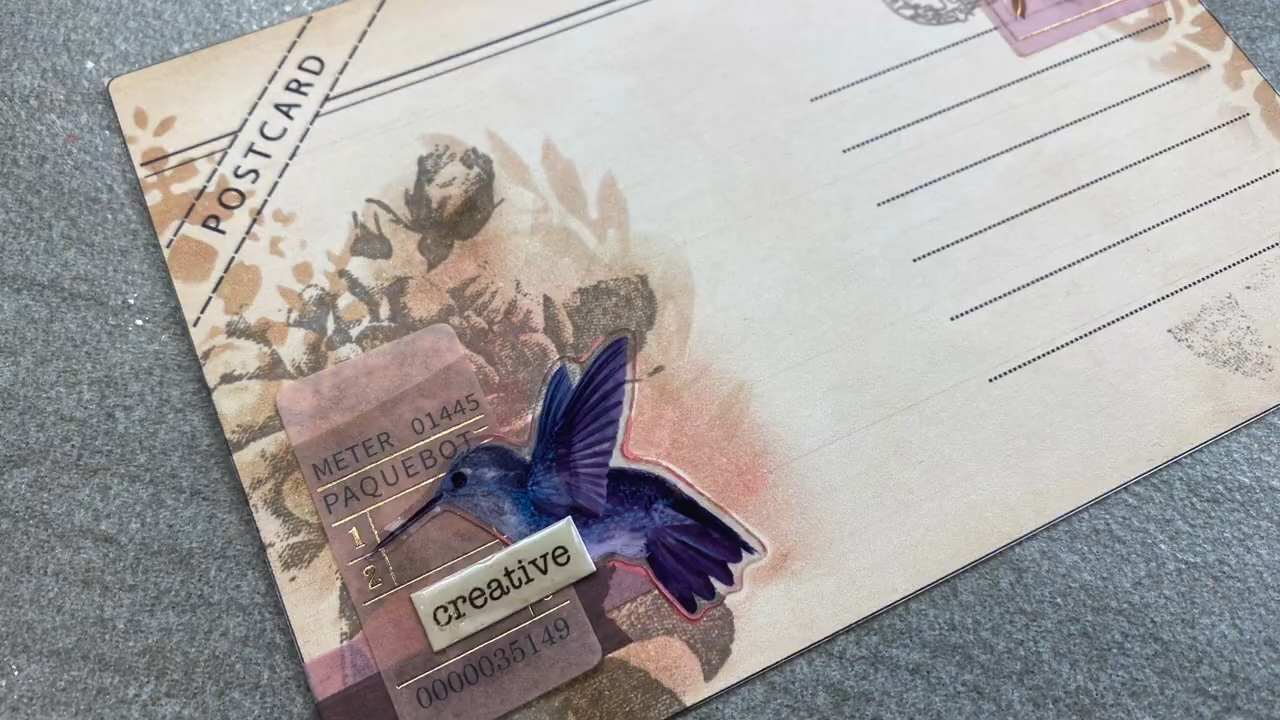 POSTCARD
METER 01445
PAQUEBOT
1
2
creative
0000035149